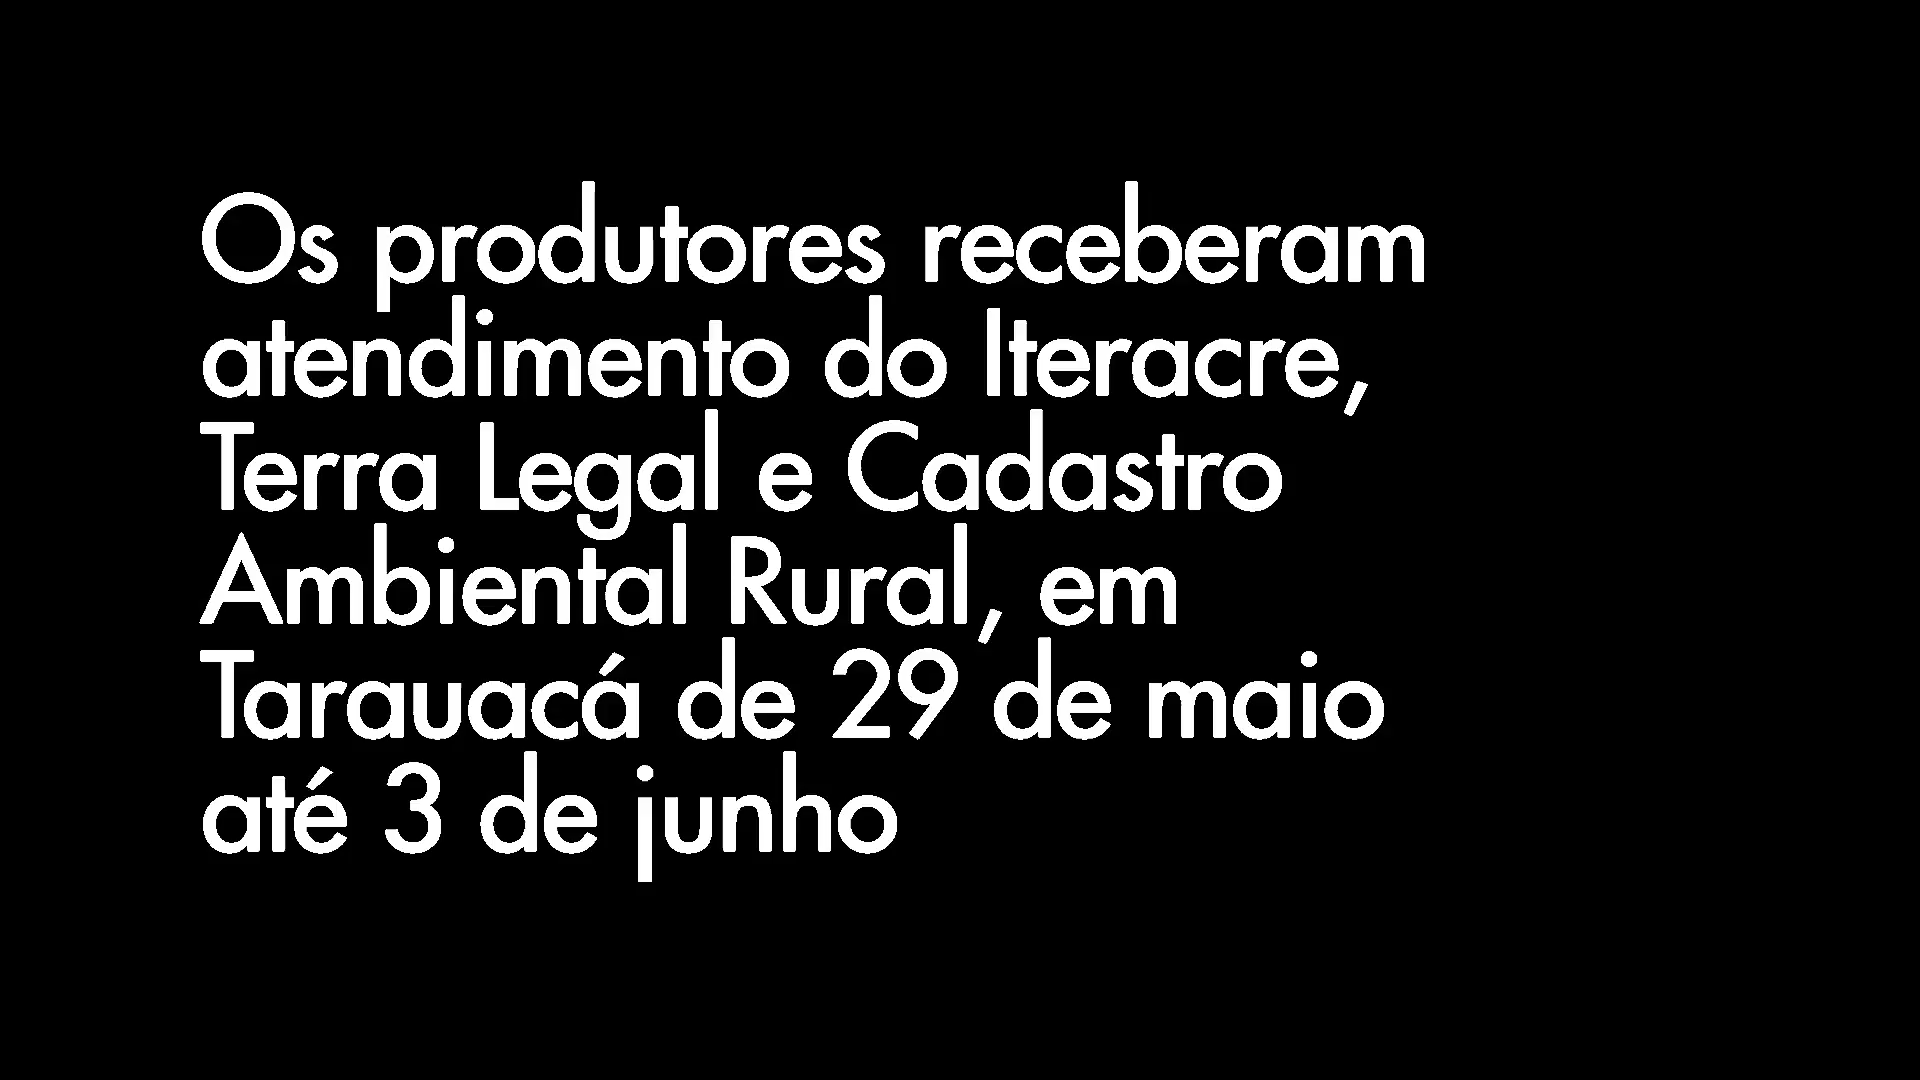 Os produtores receberam
atendimento do Iteracre,
Terra Legal e Cadastro
Ambiental Rural, em
Tarauacá de 29 de maio
até 3 de junho